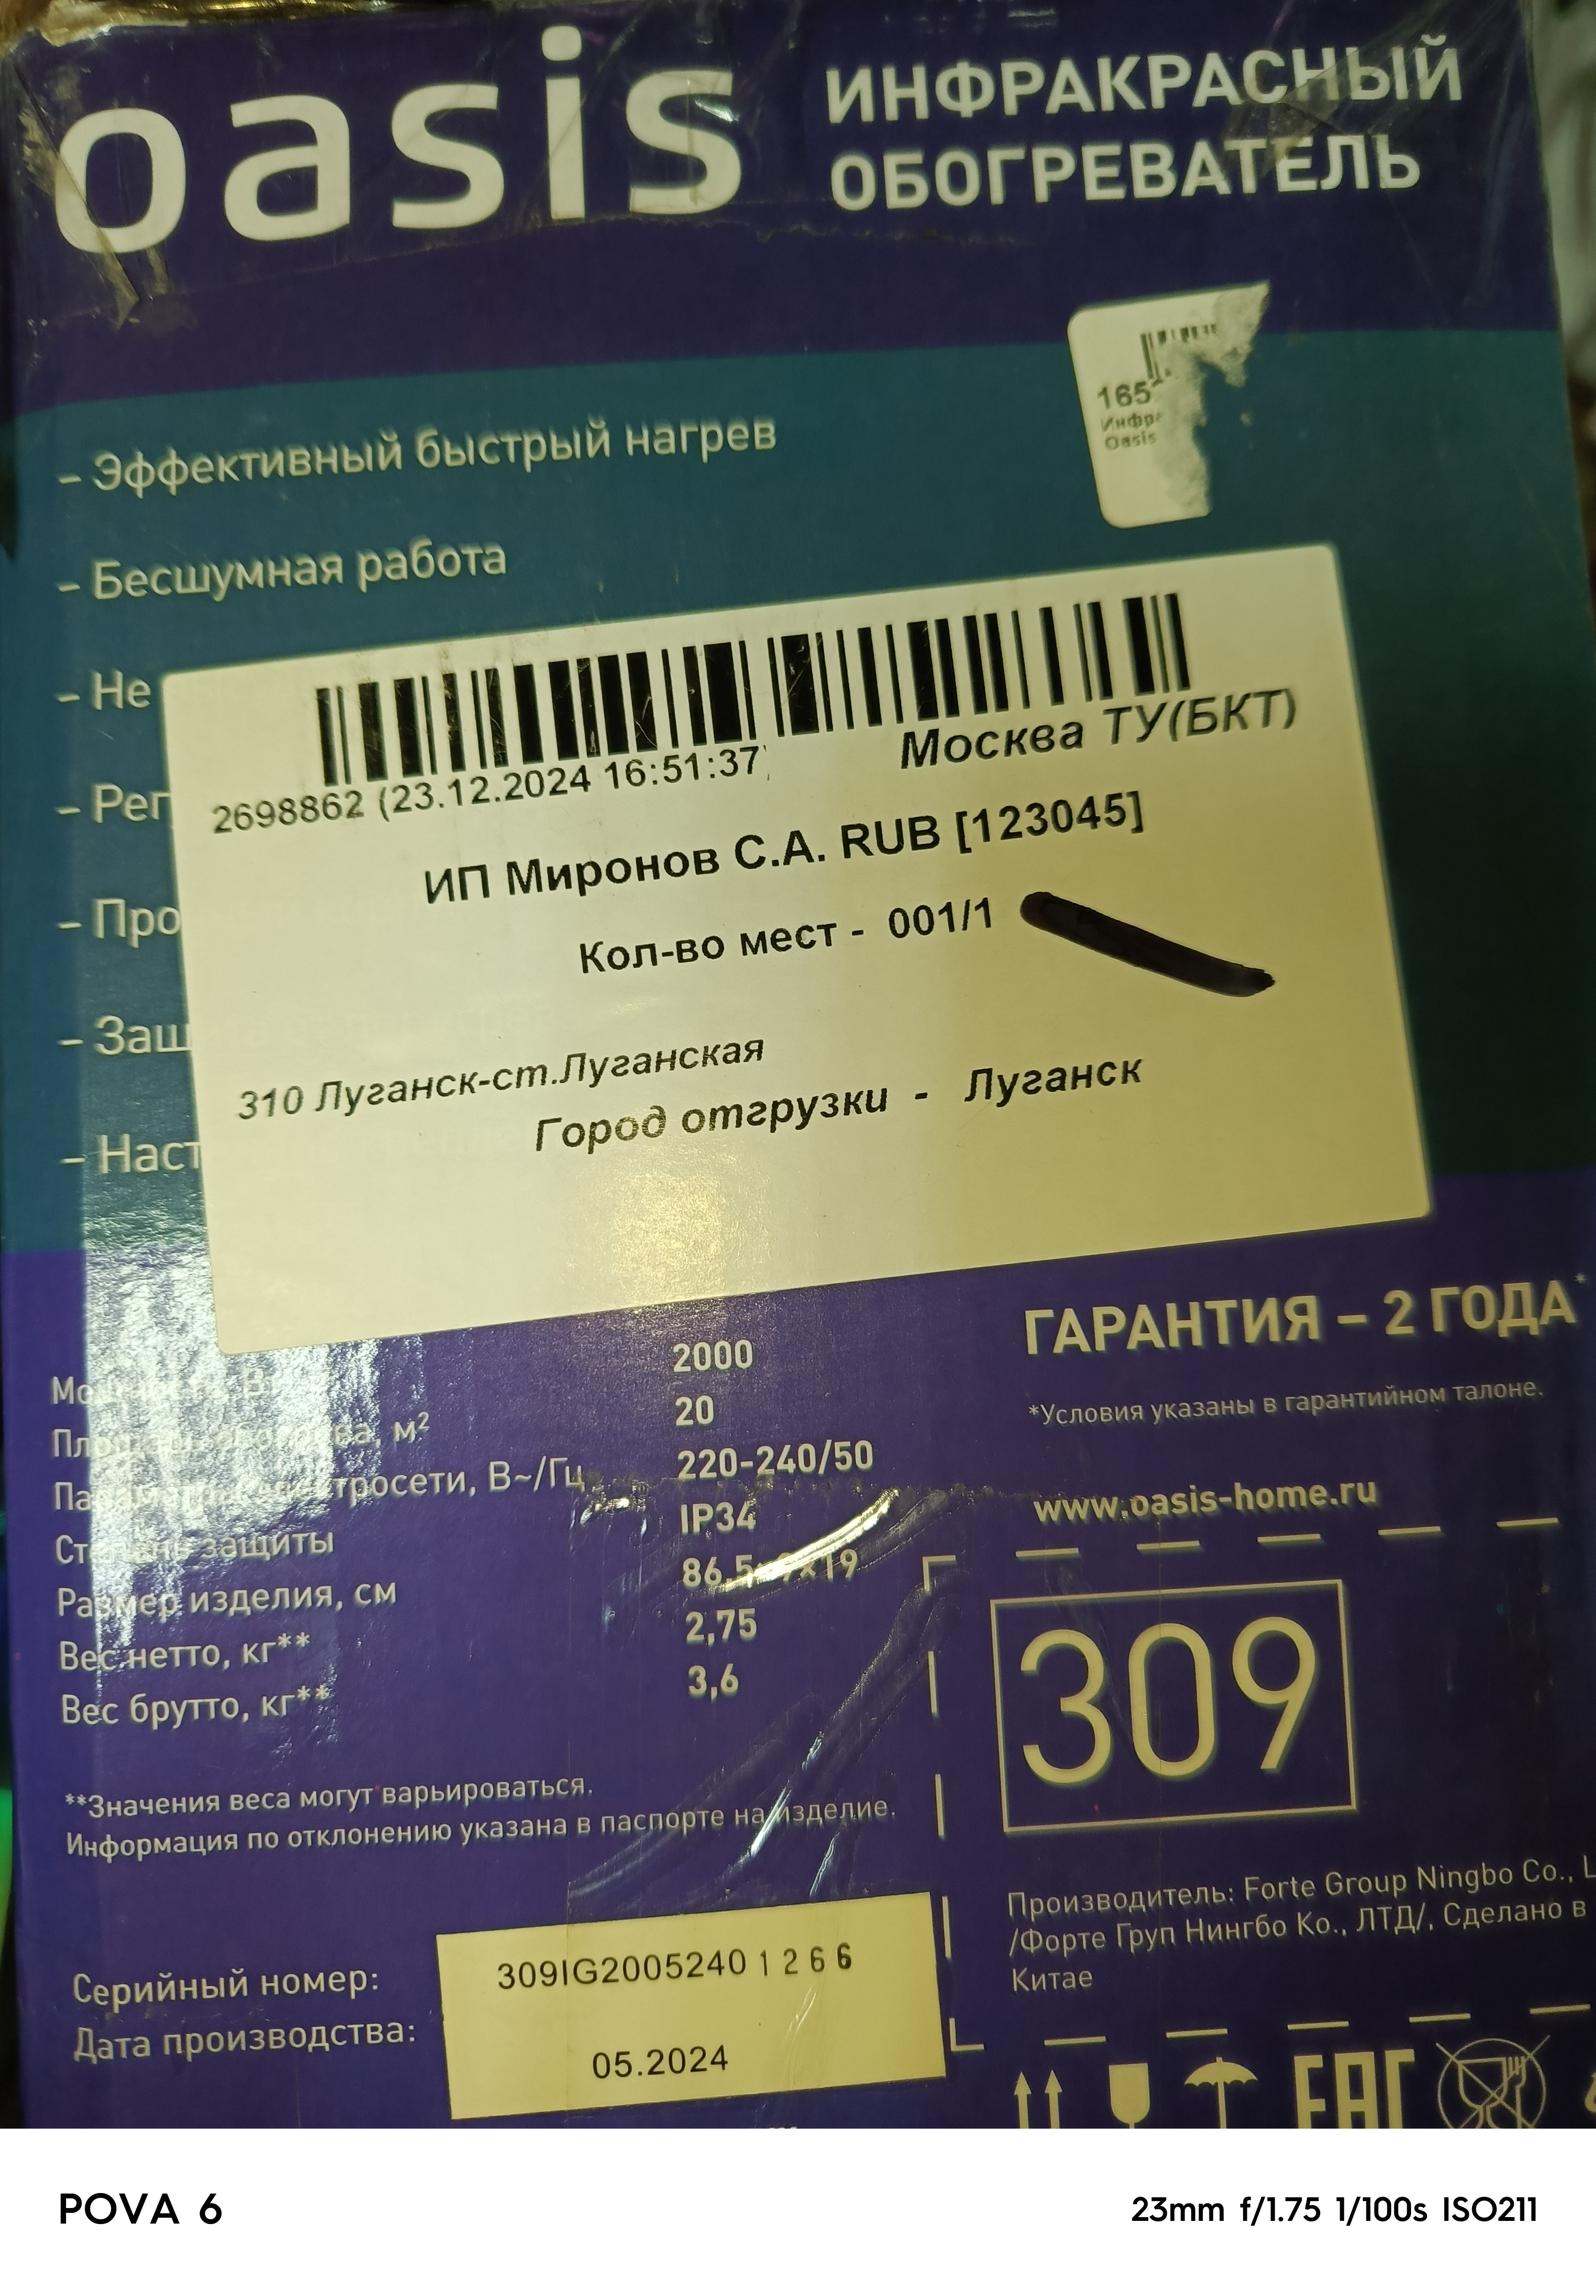 oasis
ИНФРАКРАСНЫЙ
ОБОГРЕВАТЕЛЬ
165
Инфр
Oasis
– Эффективный быстрый нагрев
– Бесшумная работа
– Не
– Рег
– Про
– Защ
– Наст
2698862 (23.12.2024 16:51:37
Москва ТУ(БКТ)
ИП Миронов С.А. RUB [123045]
Кол-во мест - 001/1
310 Луганск-ст.Луганская
Город отгрузки - Луганск
2000
м² 20
В~/Гц 220-240/50
защиты IP34
Размер изделия, см
Вес нетто, кг** 2,75
Вес брутто, кг** 3,6
**Значения веса могут варьироваться.
Информация по отклонению указана в паспорте на изделие.
Серийный номер: 309IG2005240 1266
Дата производства: 05.2024
ГАРАНТИЯ – 2 ГОДА*
*Условия указаны в гарантийном талоне.
www.oasis-home.ru
309
Производитель: Forte Group Ningbo Co., L
/Форте Груп Нингбо Ко., ЛТД/, Сделано в
Китае
EAC
POVA 6
23mm f/1.75 1/100s ISO211